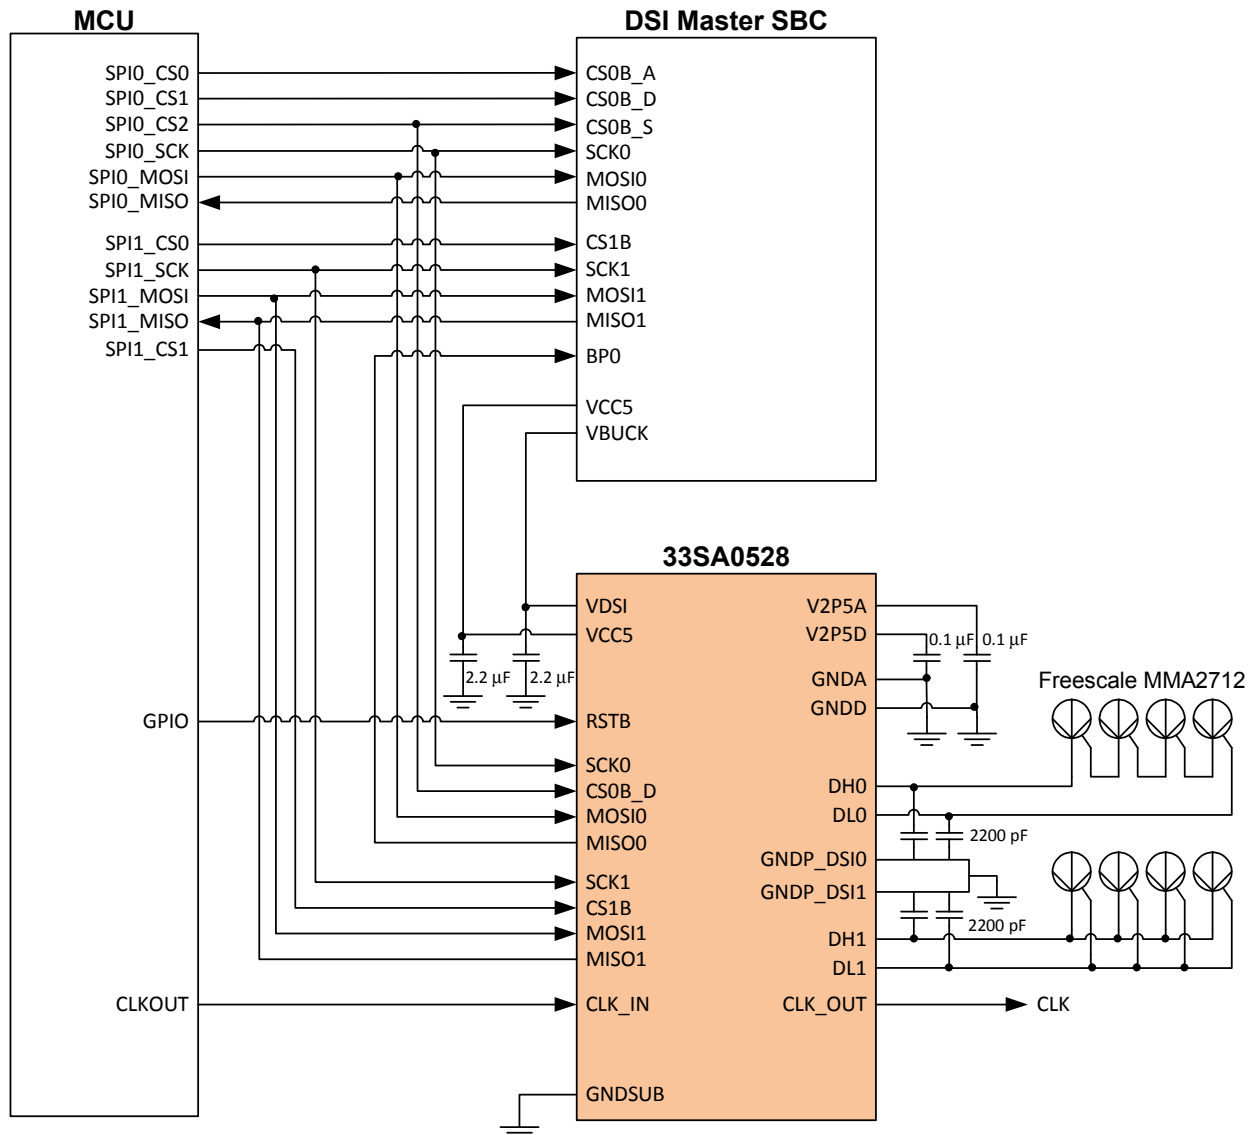 MCU
DSI Master SBC
SPI0_CS0
SPI0_CS1
SPI0_CS2
SPI0_SCK
SPI0_MOSI
SPI0_MISO
SPI1_CS0
SPI1_SCK
SPI1_MOSI
SPI1_MISO
SPI1_CS1
GPIO
CLKOUT
CS0B_A
CS0B_D
CS0B_S
SCK0
MOSI0
MISO0
CS1B
SCK1
MOSI1
MISO1
BP0
VCC5
VBUCK
33SA0528
VDSI
VCC5
2.2 µF
2.2 µF
RSTB
SCK0
CS0B_D
MOSI0
MISO0
SCK1
CS1B
MOSI1
MISO1
CLK_IN
GNDSUB
V2P5A
V2P5D
0.1 µF
0.1 µF
GNDA
GNDD
Freescale MMA2712
DH0
DL0
2200 pF
GNDP_DSI0
GNDP_DSI1
2200 pF
DH1
DL1
CLK_OUT
CLK